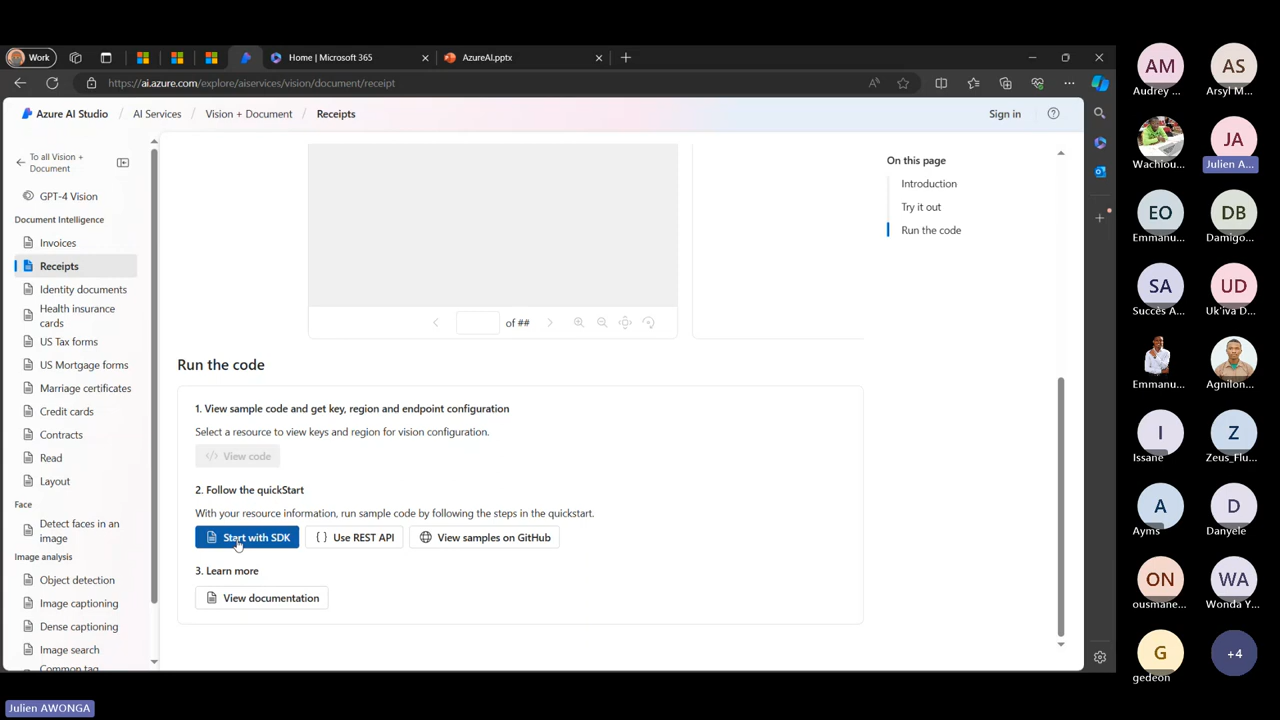 Work
Home | Microsoft 365
AzureAI.pptx
https://ai.azure.com/explore/aiservices/vision/document/receipt
Azure AI Studio / AI Services / Vision + Document / Receipts
Sign in
To all Vision +
Document
GPT-4 Vision
Document Intelligence
Invoices
Receipts
Identity documents
Health insurance
cards
US Tax forms
US Mortgage forms
Marriage certificates
Credit cards
Contracts
Read
Layout
Face
Detect faces in an
image
Image analysis
Object detection
Image captioning
Dense captioning
Image search
Common tag
of ##
Run the code
1. View sample code and get key, region and endpoint configuration
Select a resource to view keys and region for vision configuration.
</> View code
2. Follow the quickStart
With your resource information, run sample code by following the steps in the quickstart.
Start with SDK
{ } Use REST API
View samples on GitHub
3. Learn more
View documentation
On this page
Introduction
Try it out
Run the code
AM
Audrey ...
AS
Arsyl M...
Wachiou...
JA
Julien A...
EO
Emmanu...
DB
Damigo...
SA
Succès A...
UD
Uk'iva D...
Emmanu...
Agnilon...
I
Issane
Z
Zeus_Flu...
A
Ayms
D
Danyele
ON
ousmane...
WA
Wonda Y...
G
gedeon
+4
Julien AWONGA